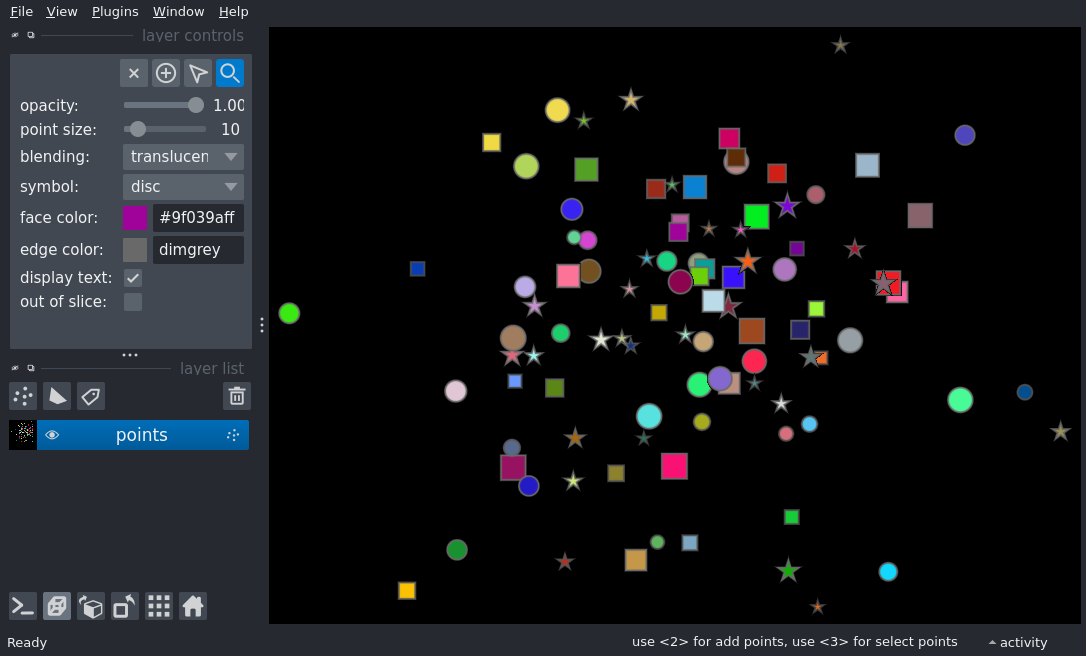 File View Plugins Window Help
layer controls
opacity: 1.00
point size: 10
blending: translucen
symbol: disc
face color: #9f039aff
edge color: dimgrey
display text:
out of slice:
layer list
points
Ready
use <2> for add points, use <3> for select points
activity